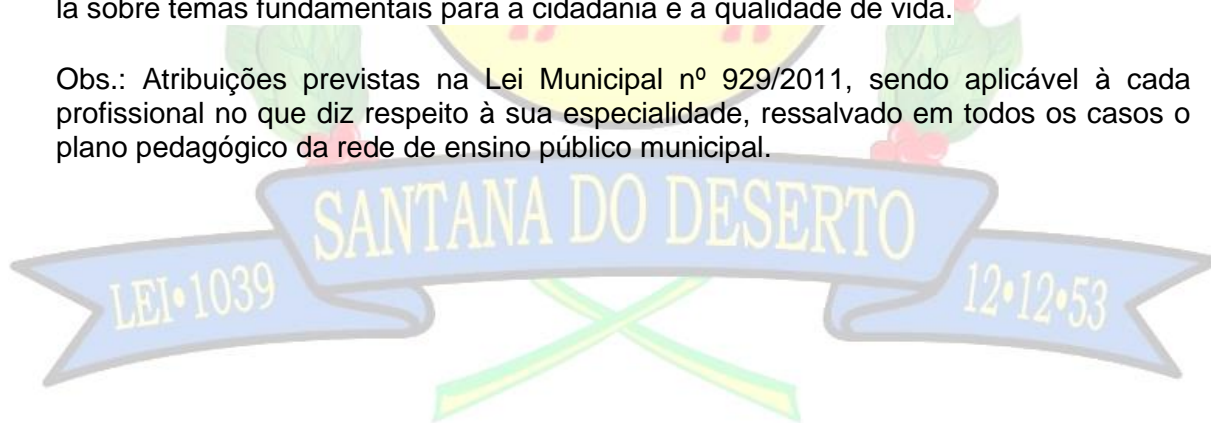 la sobre temas fundamentais para a cidadania e a qualidade de vida.
Obs.: Atribuições previstas na Lei Municipal nº 929/2011, sendo aplicável à cada
profissional no que diz respeito à sua especialidade, ressalvado em todos os casos o
plano pedagógico da rede de ensino público municipal.
SANTANA DO DESERTO
LEI•1039
12•12•53